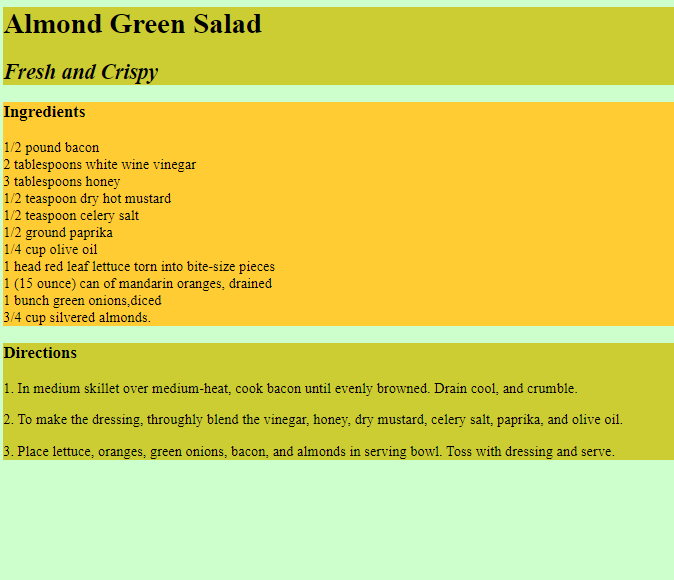 Almond Green Salad
Fresh and Crispy
Ingredients
1/2 pound bacon
2 tablespoons white wine vinegar
3 tablespoons honey
1/2 teaspoon dry hot mustard
1/2 teaspoon celery salt
1/2 ground paprika
1/4 cup olive oil
1 head red leaf lettuce torn into bite-size pieces
1 (15 ounce) can of mandarin oranges, drained
1 bunch green onions,diced
3/4 cup silvered almonds.
Directions
1. In medium skillet over medium-heat, cook bacon until evenly browned. Drain cool, and crumble.
2. To make the dressing, throughly blend the vinegar, honey, dry mustard, celery salt, paprika, and olive oil.
3. Place lettuce, oranges, green onions, bacon, and almonds in serving bowl. Toss with dressing and serve.